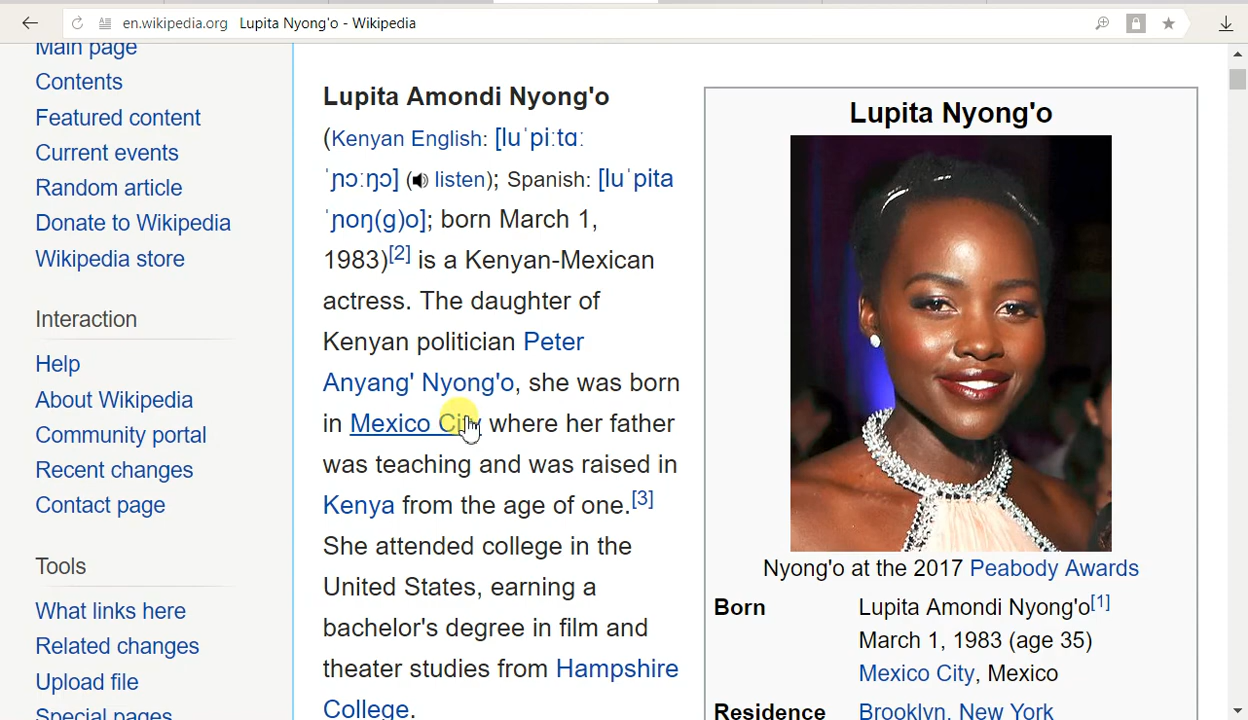 en.wikipedia.org Lupita Nyong'o - Wikipedia
Main page
Contents
Featured content
Current events
Random article
Donate to Wikipedia
Wikipedia store
Interaction
Help
About Wikipedia
Community portal
Recent changes
Contact page
Tools
What links here
Related changes
Upload file
Special pages
Lupita Amondi Nyong'o
(Kenyan English: [luˈpiːtɑː
ˈɲɔːŋɔ] (listen); Spanish: [luˈpita
ˈɲoŋ(ɡ)o]; born March 1,
1983)[2] is a Kenyan-Mexican
actress. The daughter of
Kenyan politician Peter
Anyang' Nyong'o, she was born
in Mexico City where her father
was teaching and was raised in
Kenya from the age of one.[3]
She attended college in the
United States, earning a
bachelor's degree in film and
theater studies from Hampshire
College.
Lupita Nyong'o
Nyong'o at the 2017 Peabody Awards
Born Lupita Amondi Nyong'o[1]
March 1, 1983 (age 35)
Mexico City, Mexico
Residence Brooklyn, New York